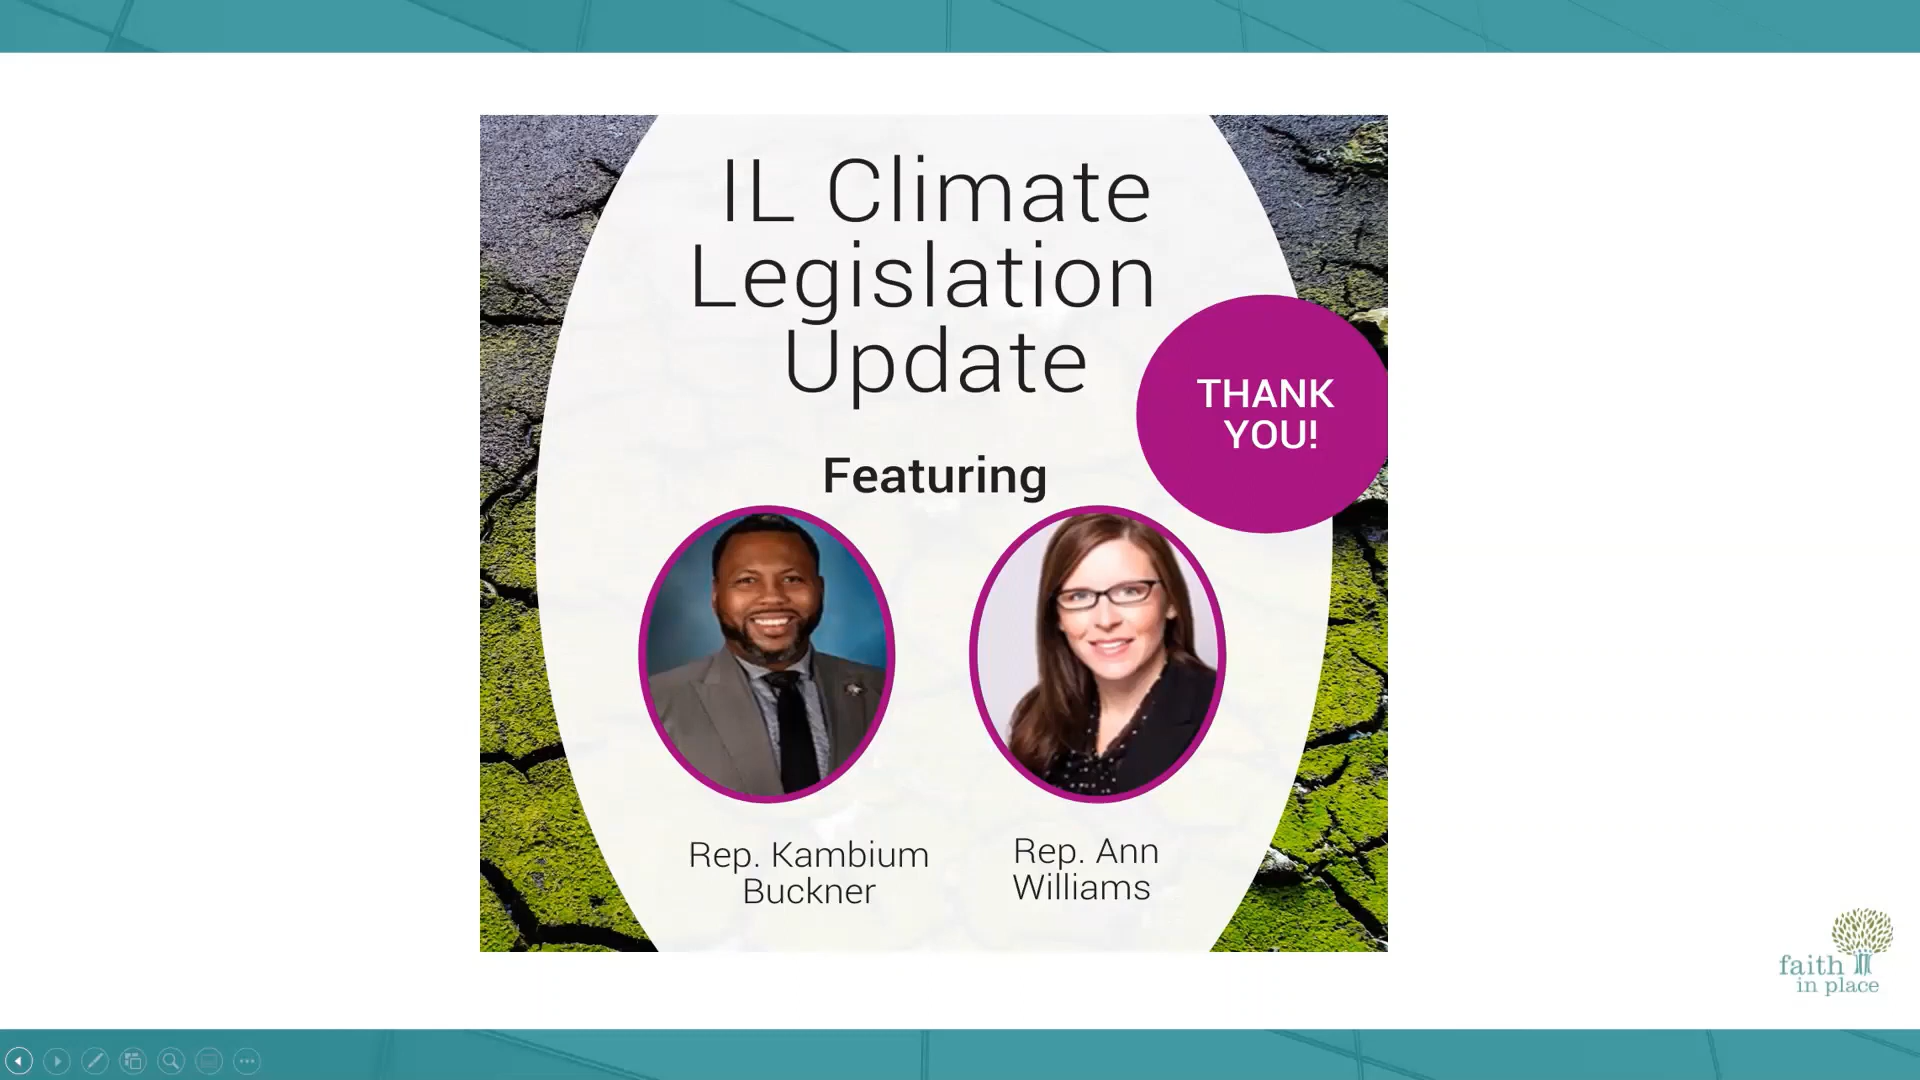 IL Climate
Legislation
Update
THANK
YOU!
Featuring
Rep. Kambium
Buckner
Rep. Ann
Williams
faith
in place